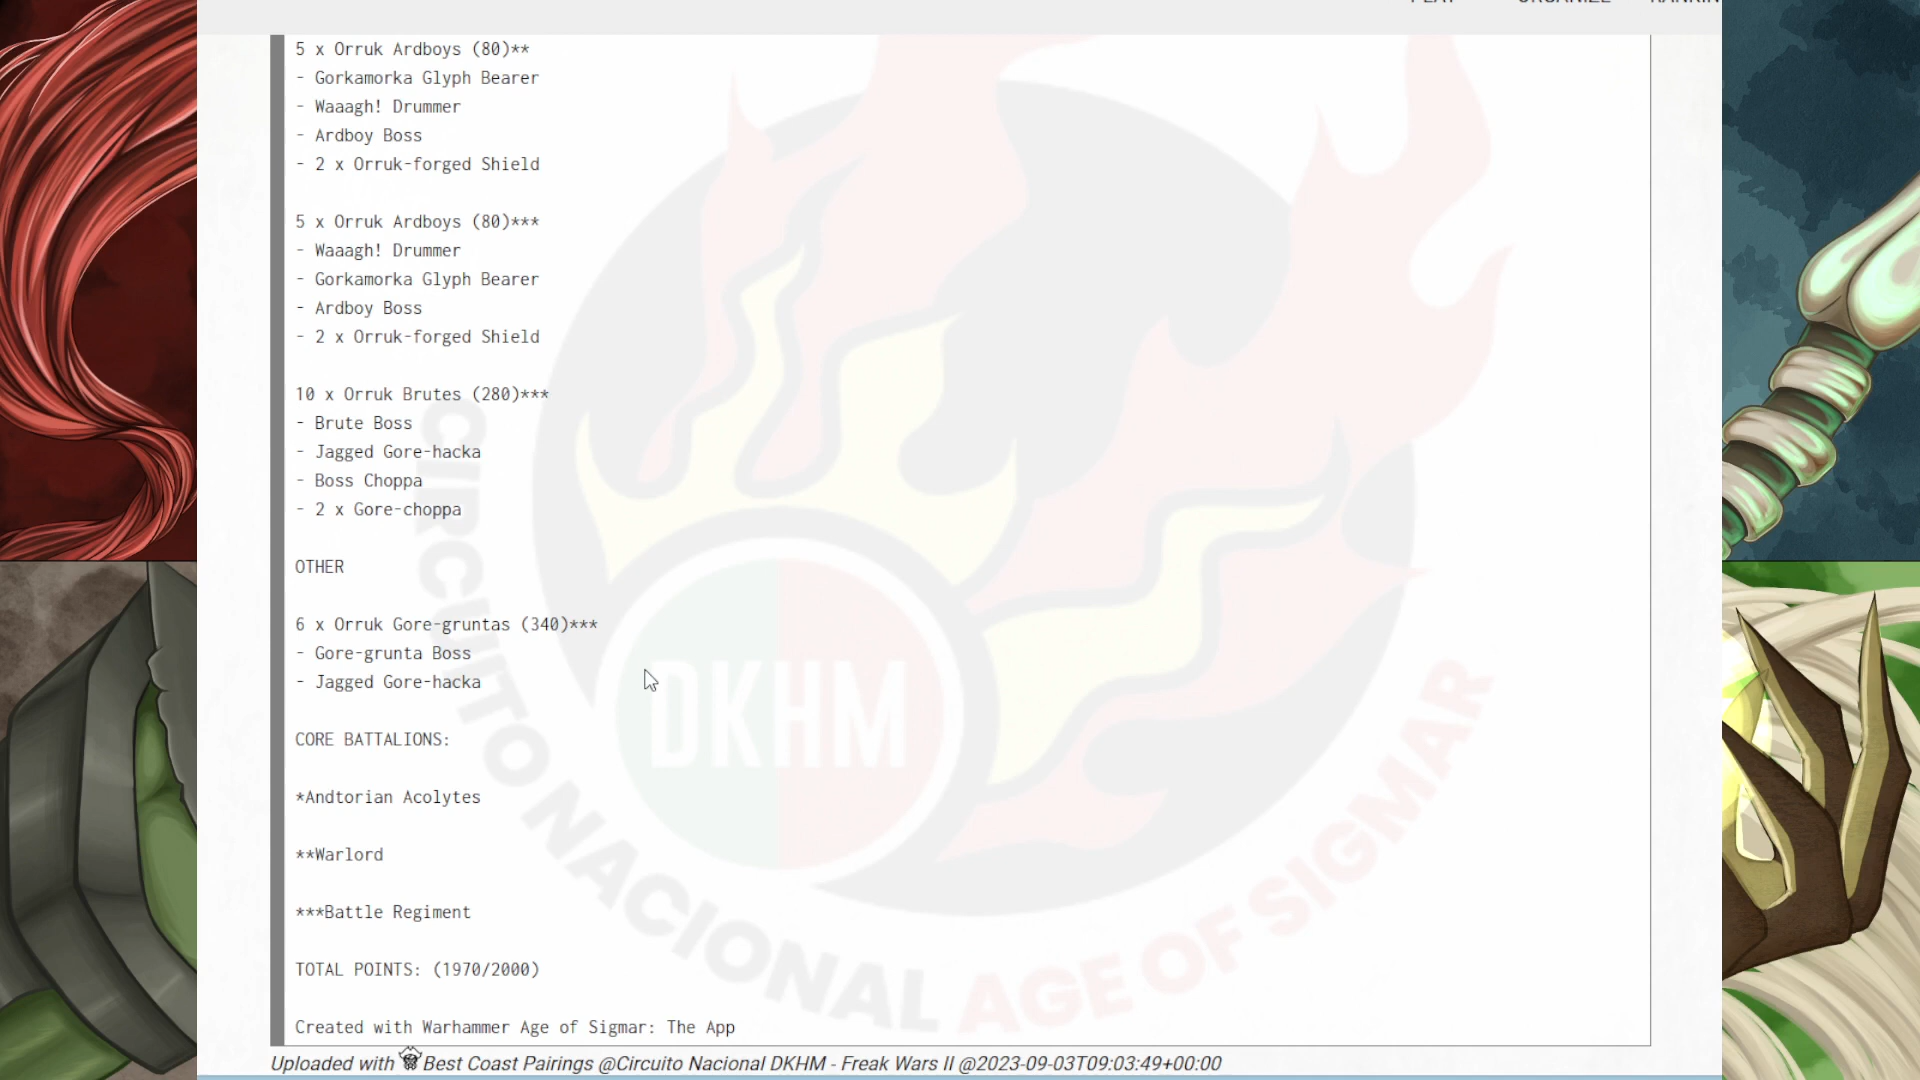 PLAY ORGANIZE
5 x Orruk Ardboys (80)**
- Gorkamorka Glyph Bearer
- Waaagh! Drummer
- Ardboy Boss
- 2 x Orruk-forged Shield
5 x Orruk Ardboys (80)***
- Waaagh! Drummer
- Gorkamorka Glyph Bearer
- Ardboy Boss
- 2 x Orruk-forged Shield
10 x Orruk Brutes (280)***
- Brute Boss
- Jagged Gore-hacka
- Boss Choppa
- 2 x Gore-choppa
OTHER
6 x Orruk Gore-gruntas (340)***
- Gore-grunta Boss
- Jagged Gore-hacka
CORE BATTALIONS:
*Andtorian Acolytes
**Warlord
***Battle Regiment
TOTAL POINTS: (1970/2000)
Created with Warhammer Age of Sigmar: The App
Uploaded with Best Coast Pairings @Circuito Nacional DKHM - Freak Wars II @2023-09-03T09:03:49+00:00
DKHM
CIRCUITO NACIONAL AGE OF SIGMAR